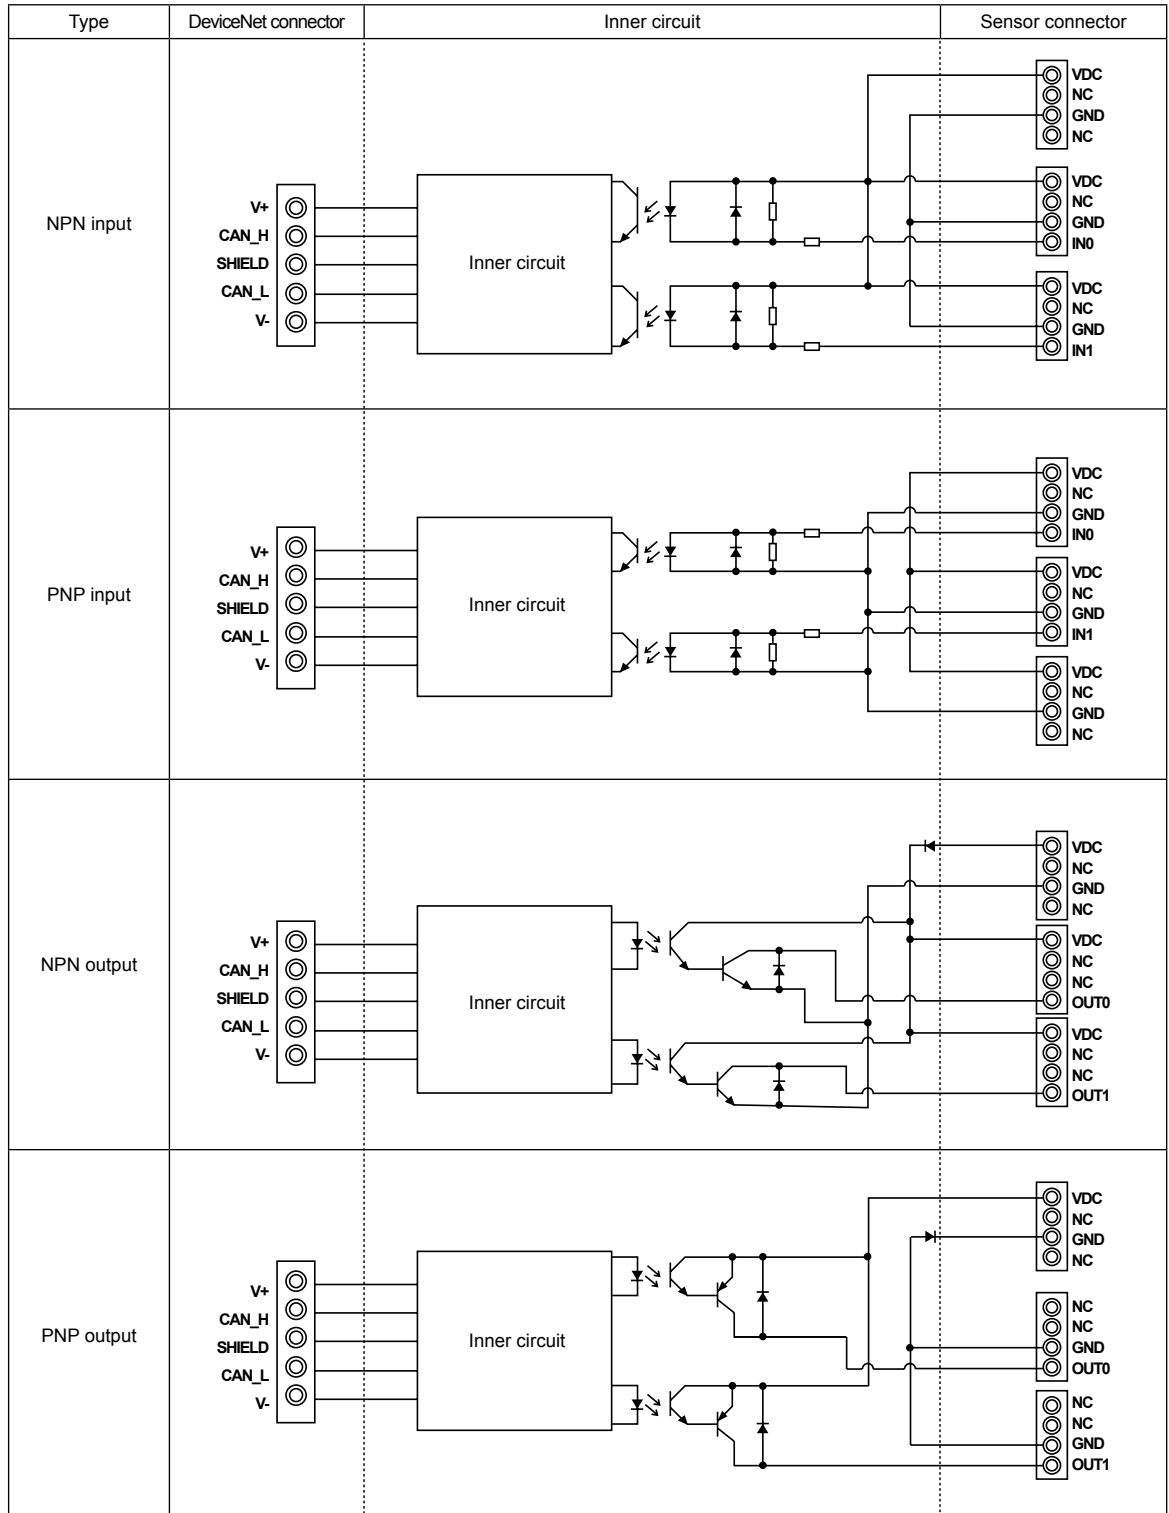 Type DeviceNet connector Inner circuit Sensor connector
NPN input
V+
CAN_H
SHIELD
CAN_L
V-
Inner circuit
VDC
NC
GND
NC
VDC
NC
GND
IN0
VDC
NC
GND
IN1
PNP input
V+
CAN_H
SHIELD
CAN_L
V-
Inner circuit
VDC
NC
GND
IN0
VDC
NC
GND
IN1
VDC
NC
GND
NC
NPN output
V+
CAN_H
SHIELD
CAN_L
V-
Inner circuit
VDC
NC
GND
NC
VDC
NC
NC
OUT0
VDC
NC
NC
OUT1
PNP output
V+
CAN_H
SHIELD
CAN_L
V-
Inner circuit
VDC
NC
GND
NC
NC
NC
GND
OUT0
NC
NC
GND
OUT1